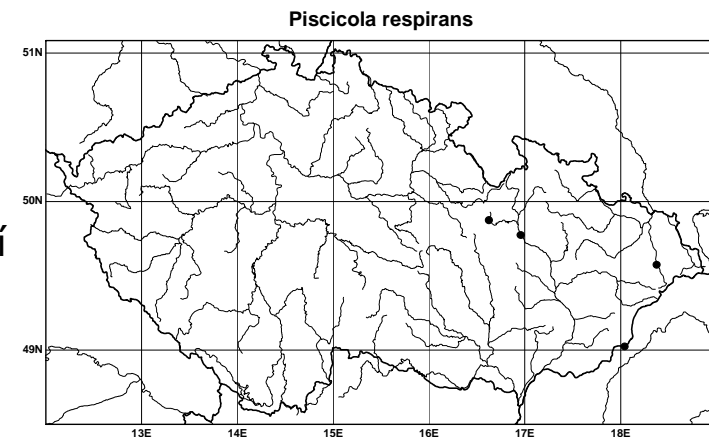 Piscicola respirans
51N
50N
í
49N
13E 14E 15E 16E 17E 18E